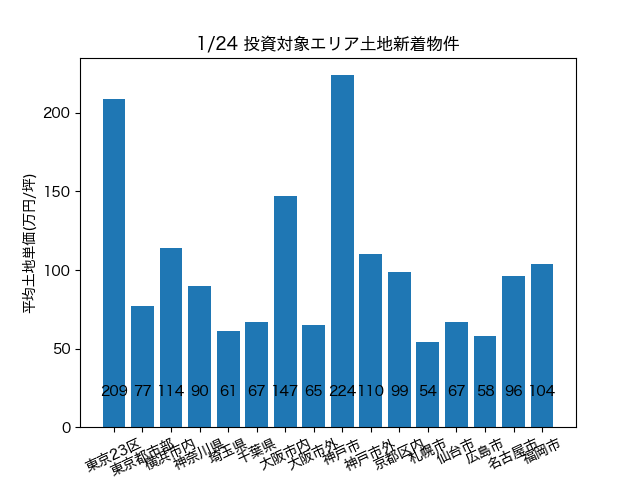 1/24 投資対象エリア土地新着物件
平均土地単価(万円/坪)
200
150
100
50
0
209 77 114 90 61 67 147 65 224 110 99 54 67 58 96 104
東京23区
東京都市部
横浜市内
神奈川県
埼玉県
千葉県
大阪市内
大阪市外
神戸市
神戸市外
京都区内
札幌市
仙台市
広島市
名古屋市
福岡市